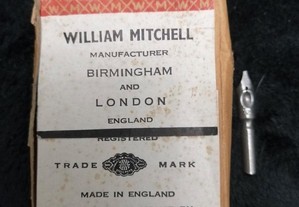 WILLIAM MITCHELL
MANUFACTURER
BIRMINGHAM
AND
LONDON
ENGLAND
REGISTERED
TRADE MARK
MADE IN ENGLAND